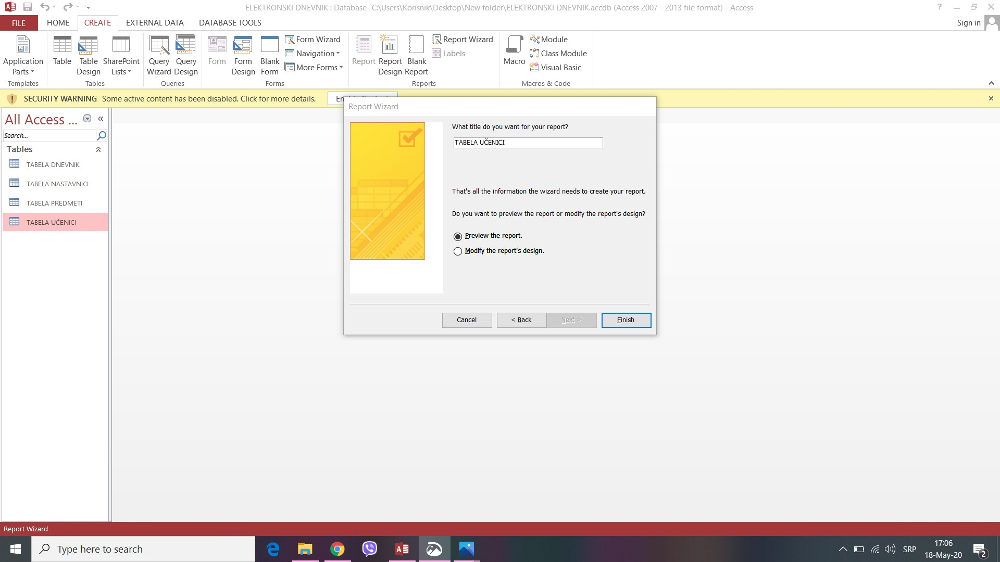 ELEKTRONSKI DNEVNIK : Database- C:\Users\Korisnik\Desktop\New folder\ELEKTRONSKI DNEVNIK.accdb (Access 2007 - 2013 file format) - Access
?
FILE HOME CREATE EXTERNAL DATA DATABASE TOOLS Sign in
Application Parts
Table
Table Design
SharePoint Lists
Query Wizard
Query Design
Form
Form Design
Blank Form
Form Wizard
Navigation
More Forms
Report
Report Design
Blank Report
Report Wizard
Labels
Macro
Module
Class Module
Visual Basic
Templates Tables Queries Forms Reports Macros & Code
SECURITY WARNING Some active content has been disabled. Click for more details.
All Access ...
Search...
Tables
TABELA DNEVNIK
TABELA NASTAVNICI
TABELA PREDMETI
TABELA UČENICI
Report Wizard
What title do you want for your report?
TABELA UČENICI
That's all the information the wizard needs to create your report.
Do you want to preview the report or modify the report's design?
Preview the report.
Modify the report's design.
Cancel < Back Next > Finish
Report Wizard
Type here to search
SRP
17:06
18-May-20
2